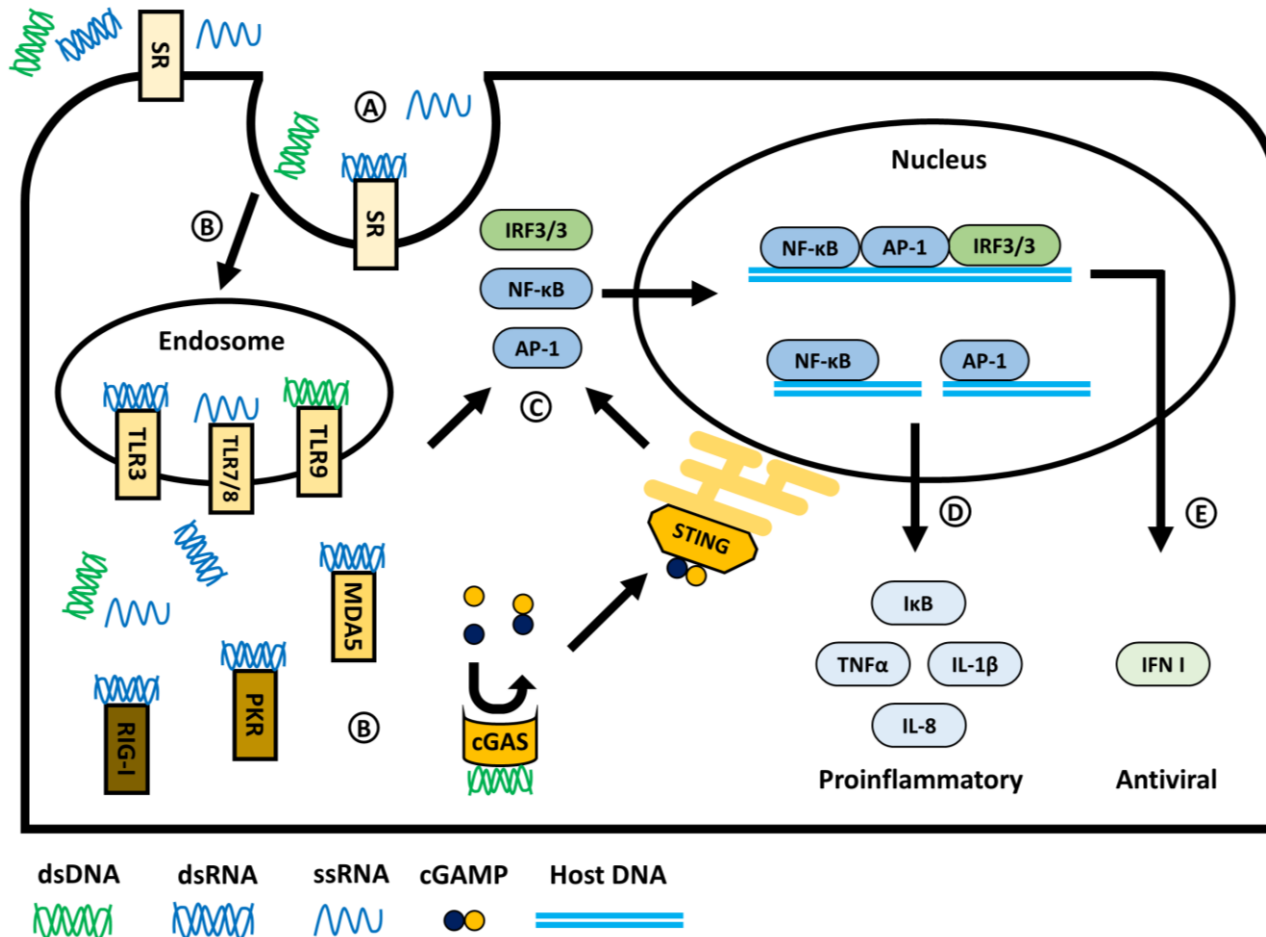 SR
A
SR
B
Nucleus
IRF3/3
NF-κB
AP-1
C
NF-κB AP-1 IRF3/3
NF-κB AP-1
Endosome
TLR3
TLR7/8
TLR9
STING
D
E
MDA5
PKR
RIG-I
B
cGAS
IκB
TNFα IL-1β
IL-8
Proinflammatory
IFN I
Antiviral
dsDNA dsRNA ssRNA cGAMP Host DNA